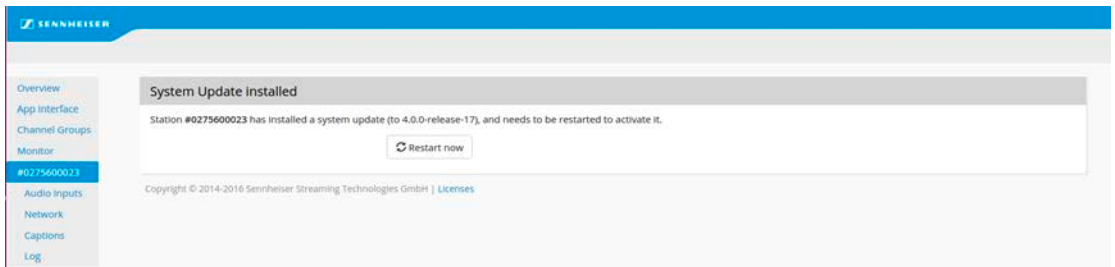 SENNHEISER
Overview
App Interface
Channel Groups
Monitor
#0275600023
Audio Inputs
Network
Captions
Log
System Update installed
Station #0275600023 has installed a system update (to 4.0.0-release-17), and needs to be restarted to activate it.
Restart now
Copyright © 2014-2016 Sennheiser Streaming Technologies GmbH | Licenses